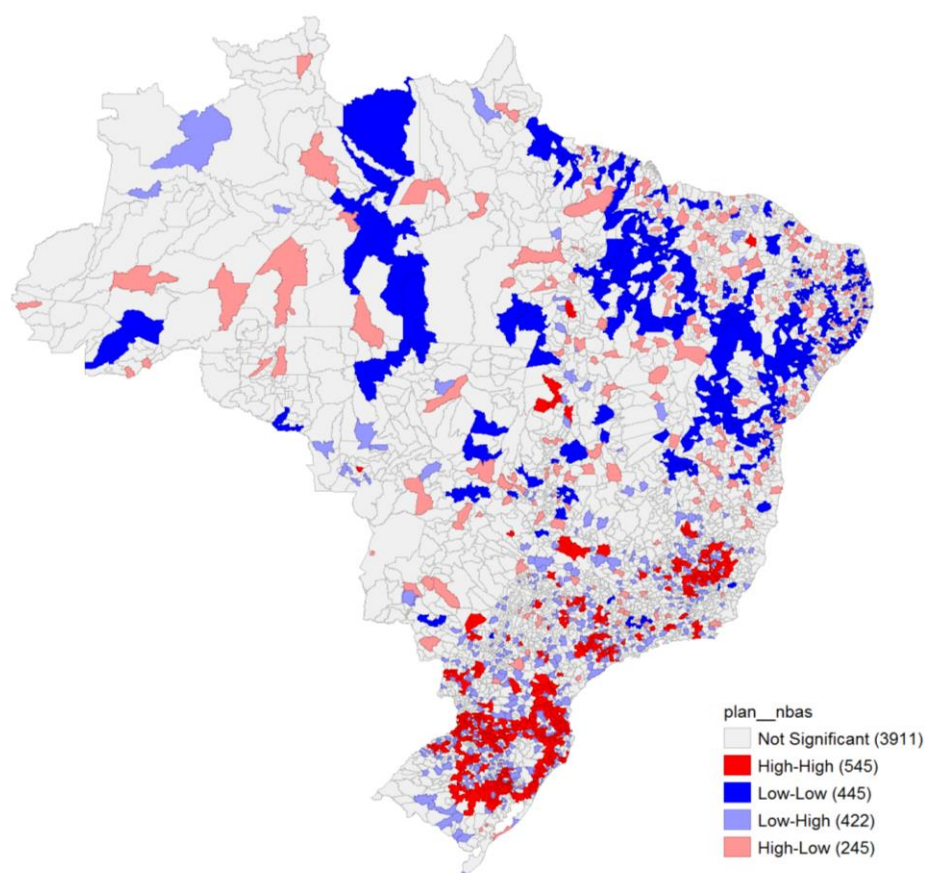 plan__nbas
Not Significant (3911)
High-High (545)
Low-Low (445)
Low-High (422)
High-Low (245)